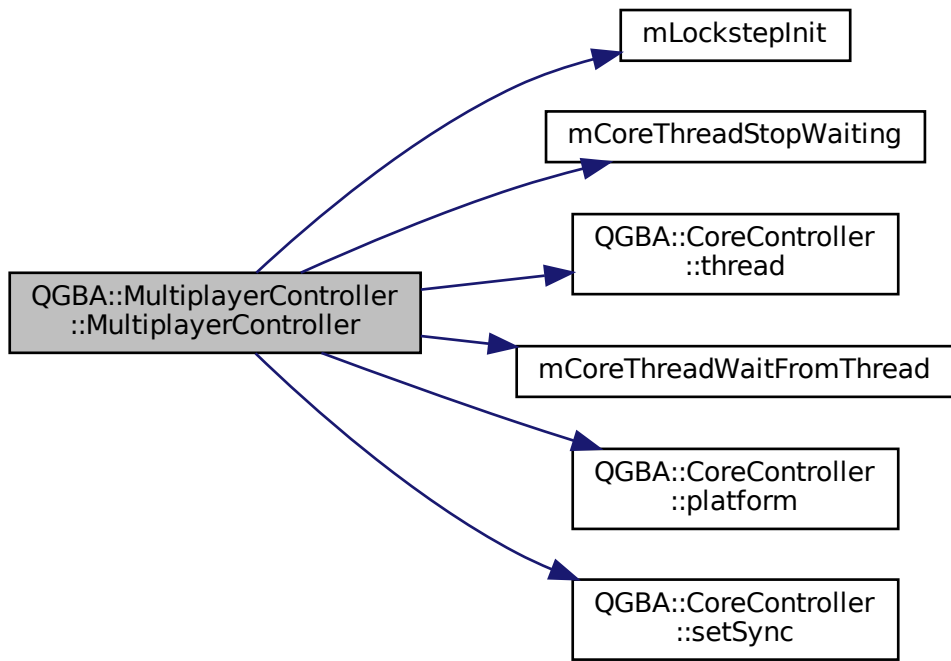 mLockstepInit
mCoreThreadStopWaiting
QGBA::CoreController
::thread
QGBA::MultiplayerController
::MultiplayerController
mCoreThreadWaitFromThread
QGBA::CoreController
::platform
QGBA::CoreController
::setSync